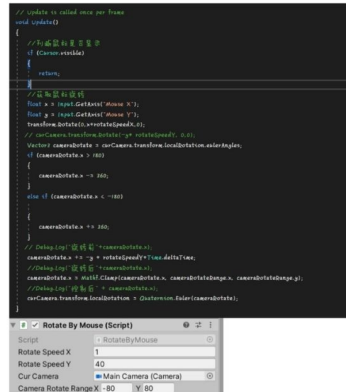 // Update is called once per frame
void Update()
{
//判断鼠标是否显示
if (Cursor.visible)
{
return;
}
//获取鼠标旋转
float x = Input.GetAxis("Mouse X");
float y = Input.GetAxis("Mouse Y");
Transform.Rotate(0,x*rotateSpeedX,0);
// curCamera.transform.Rotate(-y* rotateSpeedY, 0,0);
Vector3 cameraRotate = curCamera.transform.localRotation.eulerAngles;
if (cameraRotate.x > 180)
{
cameraRotate.x -= 360;
}
else if (cameraRotate.x < -180)
{
cameraRotate.x += 360;
}
// Debug.Log("旋转前"+cameraRotate.x);
cameraRotate.x += -y * rotateSpeedY*Time.deltaTime;
//Debug.Log("旋转后"+cameraRotate.x);
cameraRotate.x = Mathf.Clamp(cameraRotate.x, cameraRotateRange.x, cameraRotateRange.y);
//Debug.Log("控制后" + cameraRotate.x);
curCamera.transform.localRotation = Quaternion.Euler(cameraRotate);
}
Rotate By Mouse (Script)
Script RotateByMouse
Rotate Speed X 1
Rotate Speed Y 40
Cur Camera Main Camera (Camera)
Camera Rotate Range X -80 Y 80